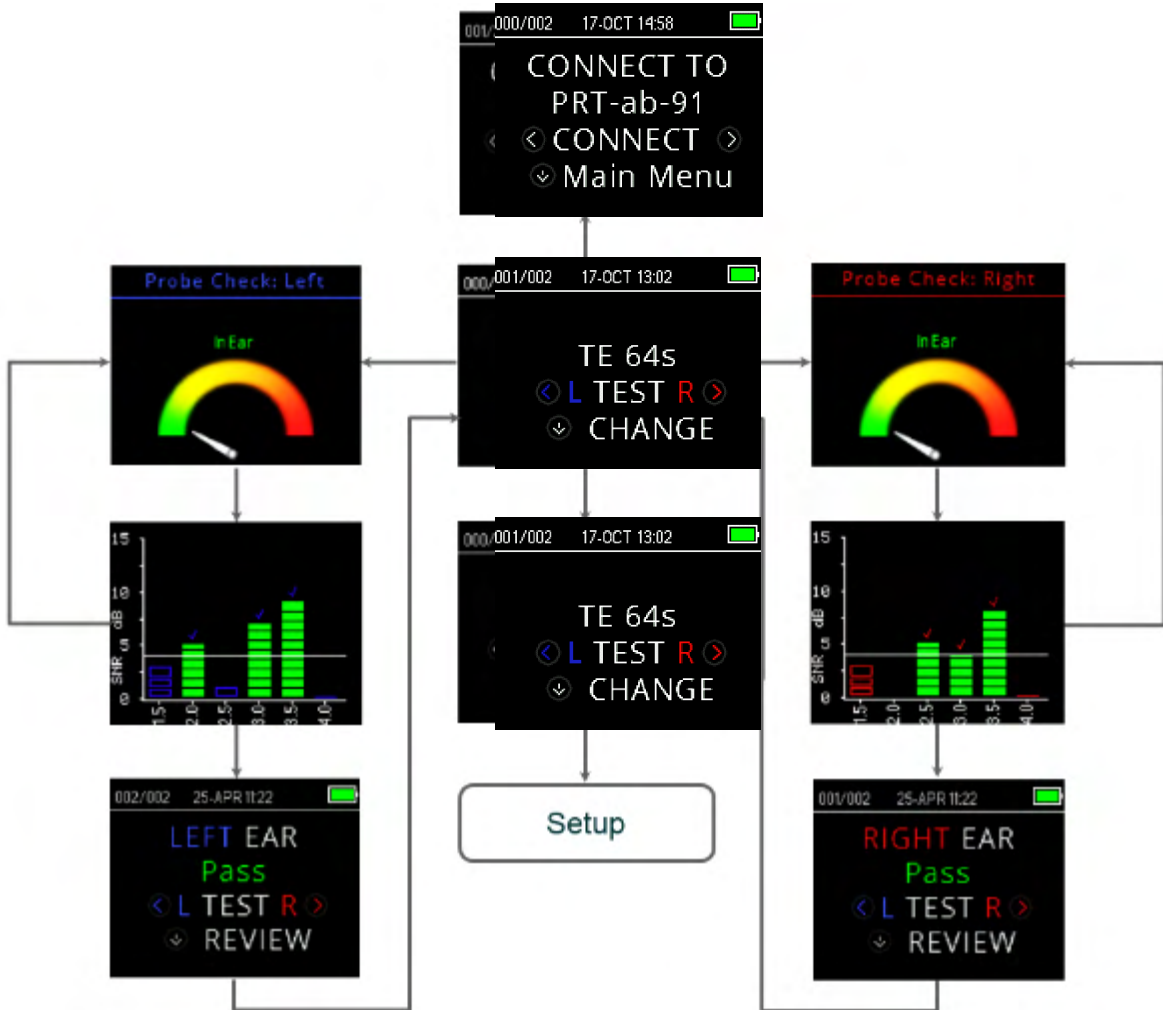 001/
000/002 17-OCT 14:58
CONNECT TO
PRT-ab-91
CONNECT
Main Menu
Probe Check: Left
In Ear
000/
001/002 17-OCT 13:02
TE 64s
L TEST R
CHANGE
Probe Check: Right
In Ear
15
10
5
0
SNR dB
1.5-
2.0-
2.5-
3.0-
3.5-
4.0-
000/
001/002 17-OCT 13:02
TE 64s
L TEST R
CHANGE
15
10
5
0
SNR dB
1.5-
2.0-
2.5-
3.0-
3.5-
4.0-
002/002 25-APR 11:22
LEFT EAR
Pass
L TEST R
REVIEW
Setup
001/002 25-APR 11:22
RIGHT EAR
Pass
L TEST R
REVIEW